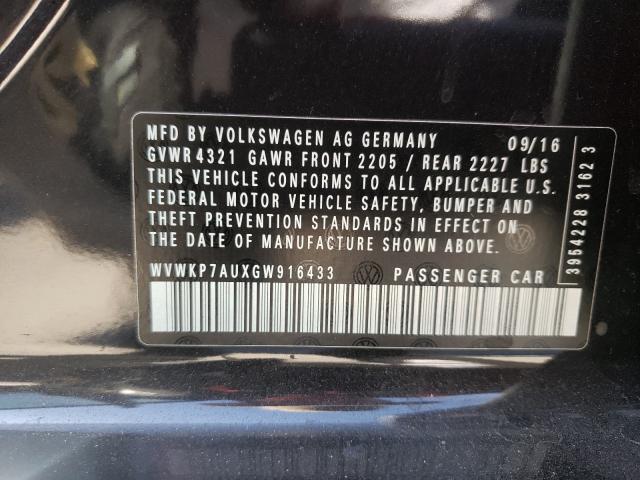 MFD BY VOLKSWAGEN AG GERMANY 09/16
GVWR 4321 GAWR FRONT 2205 / REAR 2227 LBS
THIS VEHICLE CONFORMS TO ALL APPLICABLE U.S.
FEDERAL MOTOR VEHICLE SAFETY, BUMPER AND
THEFT PREVENTION STANDARDS IN EFFECT ON
THE DATE OF MANUFACTURE SHOWN ABOVE.
WVWKP7AUXGW916433 PASSENGER CAR
3954228 3162 3